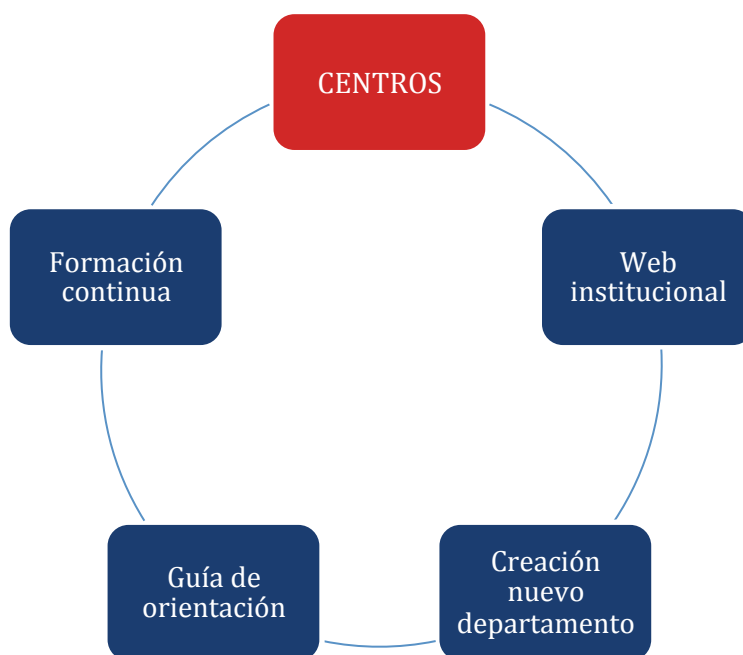 CENTROS
Formación
continua
Web
institucional
Guía de
orientación
Creación
nuevo
departamento